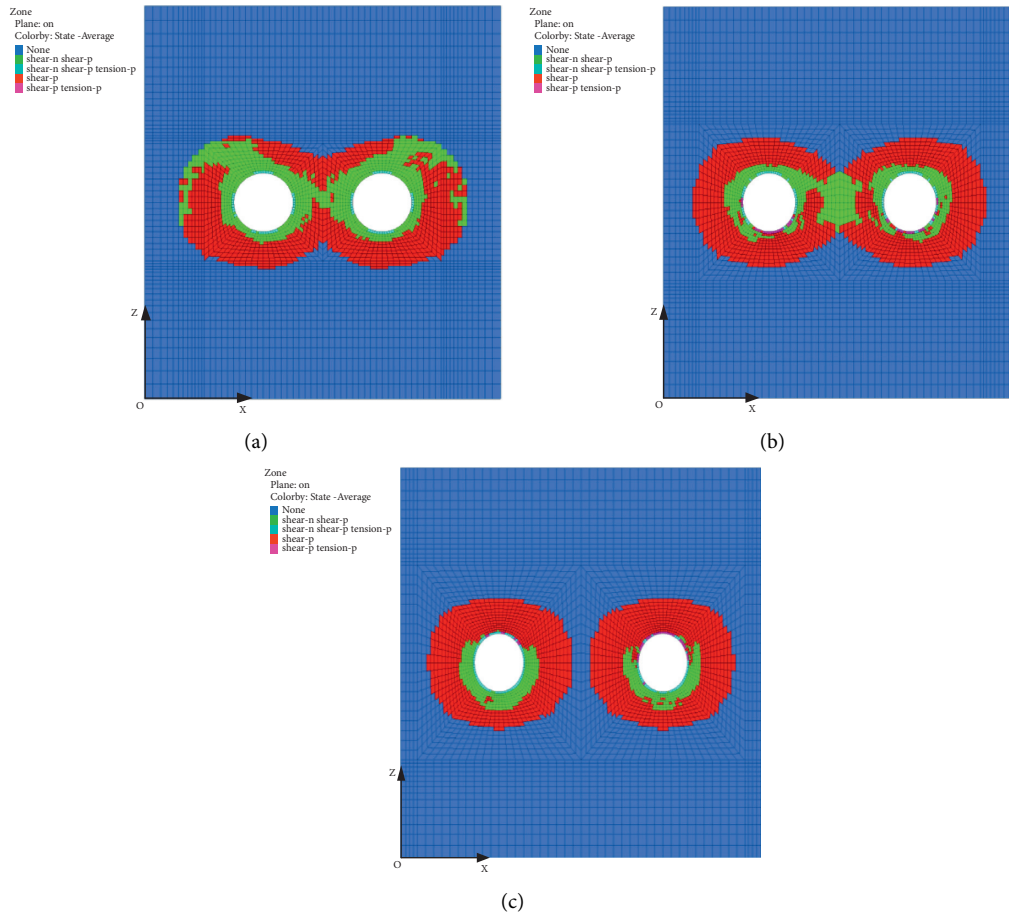 Zone
Plane: on
Colorby: State -Average
None
shear-n shear-p
shear-n shear-p tension-p
shear-p
shear-p tension-p
Z
O
X
(a)
Zone
Plane: on
Colorby: State -Average
None
shear-n shear-p
shear-n shear-p tension-p
shear-p
shear-p tension-p
Z
O
X
(b)
Zone
Plane: on
Colorby: State -Average
None
shear-n shear-p
shear-n shear-p tension-p
shear-p
shear-p tension-p
Z
O
X
(c)